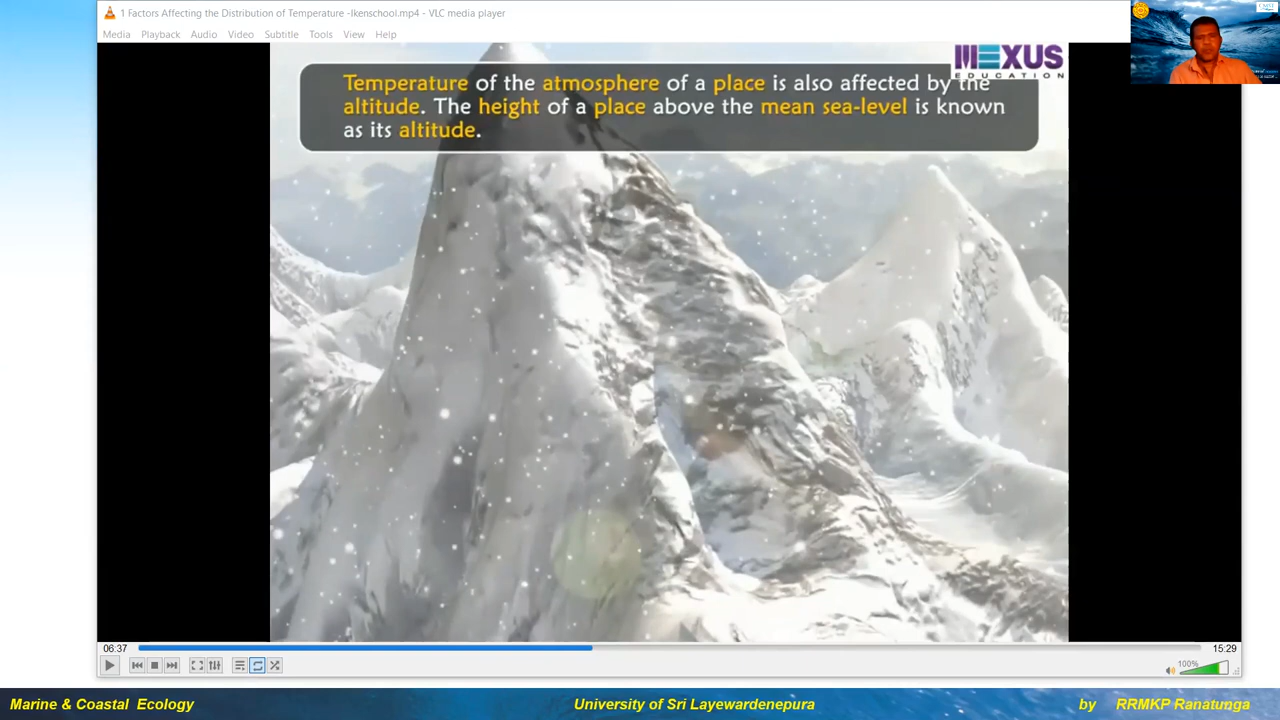 1 Factors Affecting the Distribution of Temperature -Ikenschool.mp4 - VLC media player
Media Playback Audio Video Subtitle Tools View Help
MEXUS
EDUCATION
Temperature of the atmosphere of a place is also affected by the
altitude. The height of a place above the mean sea-level is known
as its altitude.
06:37
15:29
100%
Marine & Coastal Ecology
University of Sri Layewardenepura
by RRMKP Ranatunga